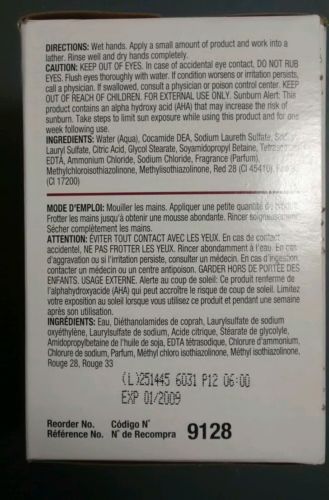 DIRECTIONS: Wet hands. Apply a small amount of product and work into a
lather. Rinse well and dry hands completely.
CAUTION: KEEP OUT OF EYES. In case of accidental eye contact, DO NOT RUB
EYES. Flush eyes thoroughly with water. If condition worsens or irritation persists,
call a physician. If swallowed, consult a physician or poison control center. KEEP
OUT OF REACH OF CHILDREN. FOR EXTERNAL USE ONLY. Sunburn Alert: This
product contains an alpha hydroxy acid (AHA) that may increase the risk of
sunburn. Take steps to limit sun exposure while using this product and for one
week following use.
INGREDIENTS: Water (Aqua), Cocamide DEA, Sodium Laureth Sulfate,
Lauryl Sulfate, Citric Acid, Glycol Stearate, Soyamidopropyl Betaine,
EDTA, Ammonium Chloride, Sodium Chloride, Fragrance (Parfum),
Methylchloroisothiazolinone, Methylisothiazolinone, Red 28 (CI 45410),
(CI 17200)
MODE D'EMPLOI: Mouiller les mains. Appliquer une petite quantité
Frotter les mains jusqu'à obtenir une mousse abondante. Rincer
Sécher complètement les mains.
ATTENTION: ÉVITER TOUT CONTACT AVEC LES YEUX. En cas de contact
accidentel, NE PAS FROTTER LES YEUX. Rincer abondamment à l'eau. En cas
d'aggravation ou si l'irritation persiste, consulter un médecin. En cas d'ingestion,
contacter un médecin ou un centre antipoison. GARDER HORS DE PORTÉE DES
ENFANTS. USAGE EXTERNE. Alerte au coup de soleil: Ce produit renferme de
l'alphahydroxyacide (AHA) qui peut accroître le risque de coup de soleil. Limitez
votre exposition au soleil lorsque vous utilisez ce produit et pendant une semaine
après son utilisation.
INGRÉDIENTS: Eau, Diéthanolamides de coprah, Laurylsulfate de sodium
oxyéthylène, Laurylsulfate de sodium, Acide citrique, Stéarate de glycolyle,
Amidopropylbetaine de l'huile de soja, EDTA tétrasodique, Chlorure d'ammonium,
Chlorure de sodium, Parfum, Méthyl chloro isothiazolinone, Méthyl isothiazolinone,
Rouge 28, Rouge 33
(L)251445 6031 P12 06:00
EXP 01/2009
Reorder No. Código Nº
Référence No. Nº de Recompra 9128